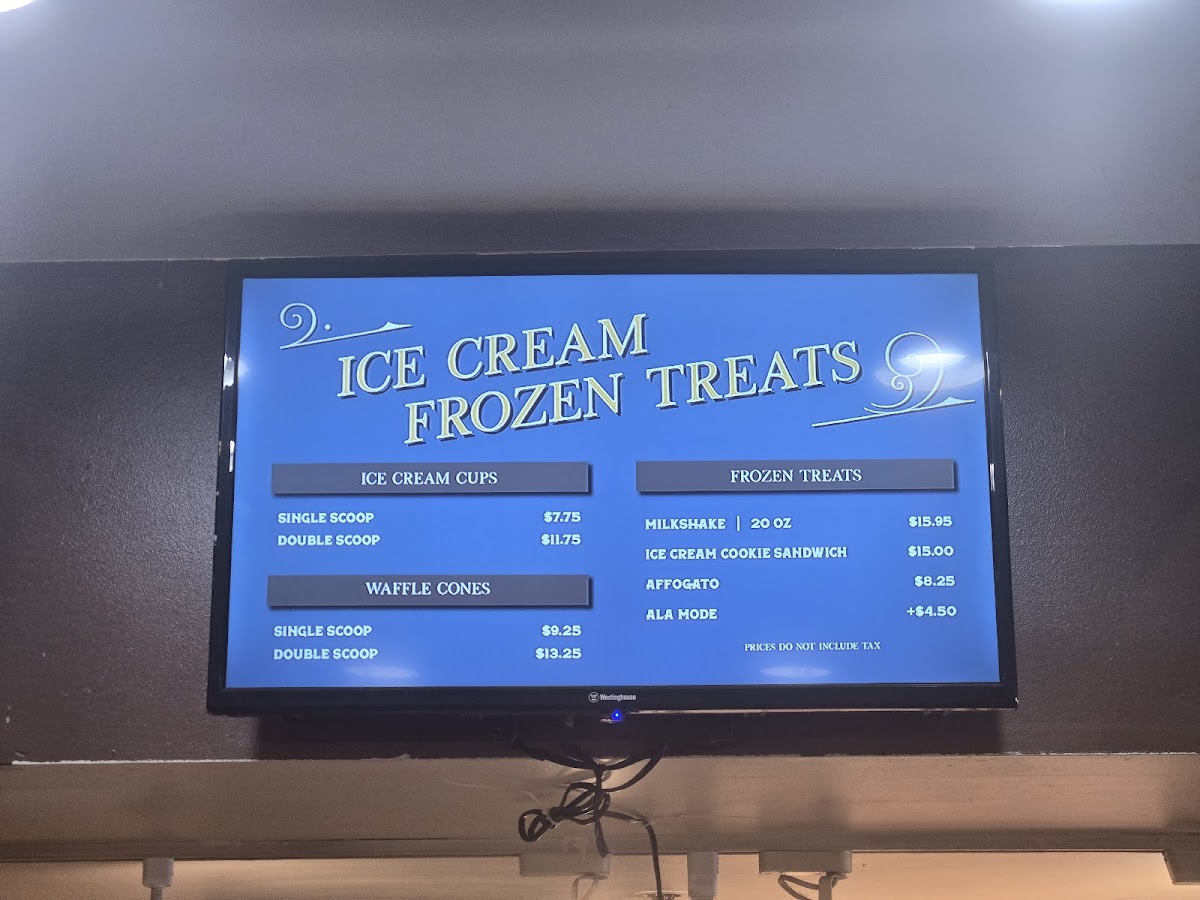 ICE CREAM
FROZEN TREATS
ICE CREAM CUPS
SINGLE SCOOP $7.75
DOUBLE SCOOP $11.75
WAFFLE CONES
SINGLE SCOOP $9.25
DOUBLE SCOOP $13.25
FROZEN TREATS
MILKSHAKE | 20 OZ $15.95
ICE CREAM COOKIE SANDWICH $15.00
AFFOGATO $8.25
ALA MODE +$4.50
PRICES DO NOT INCLUDE TAX
Westinghouse